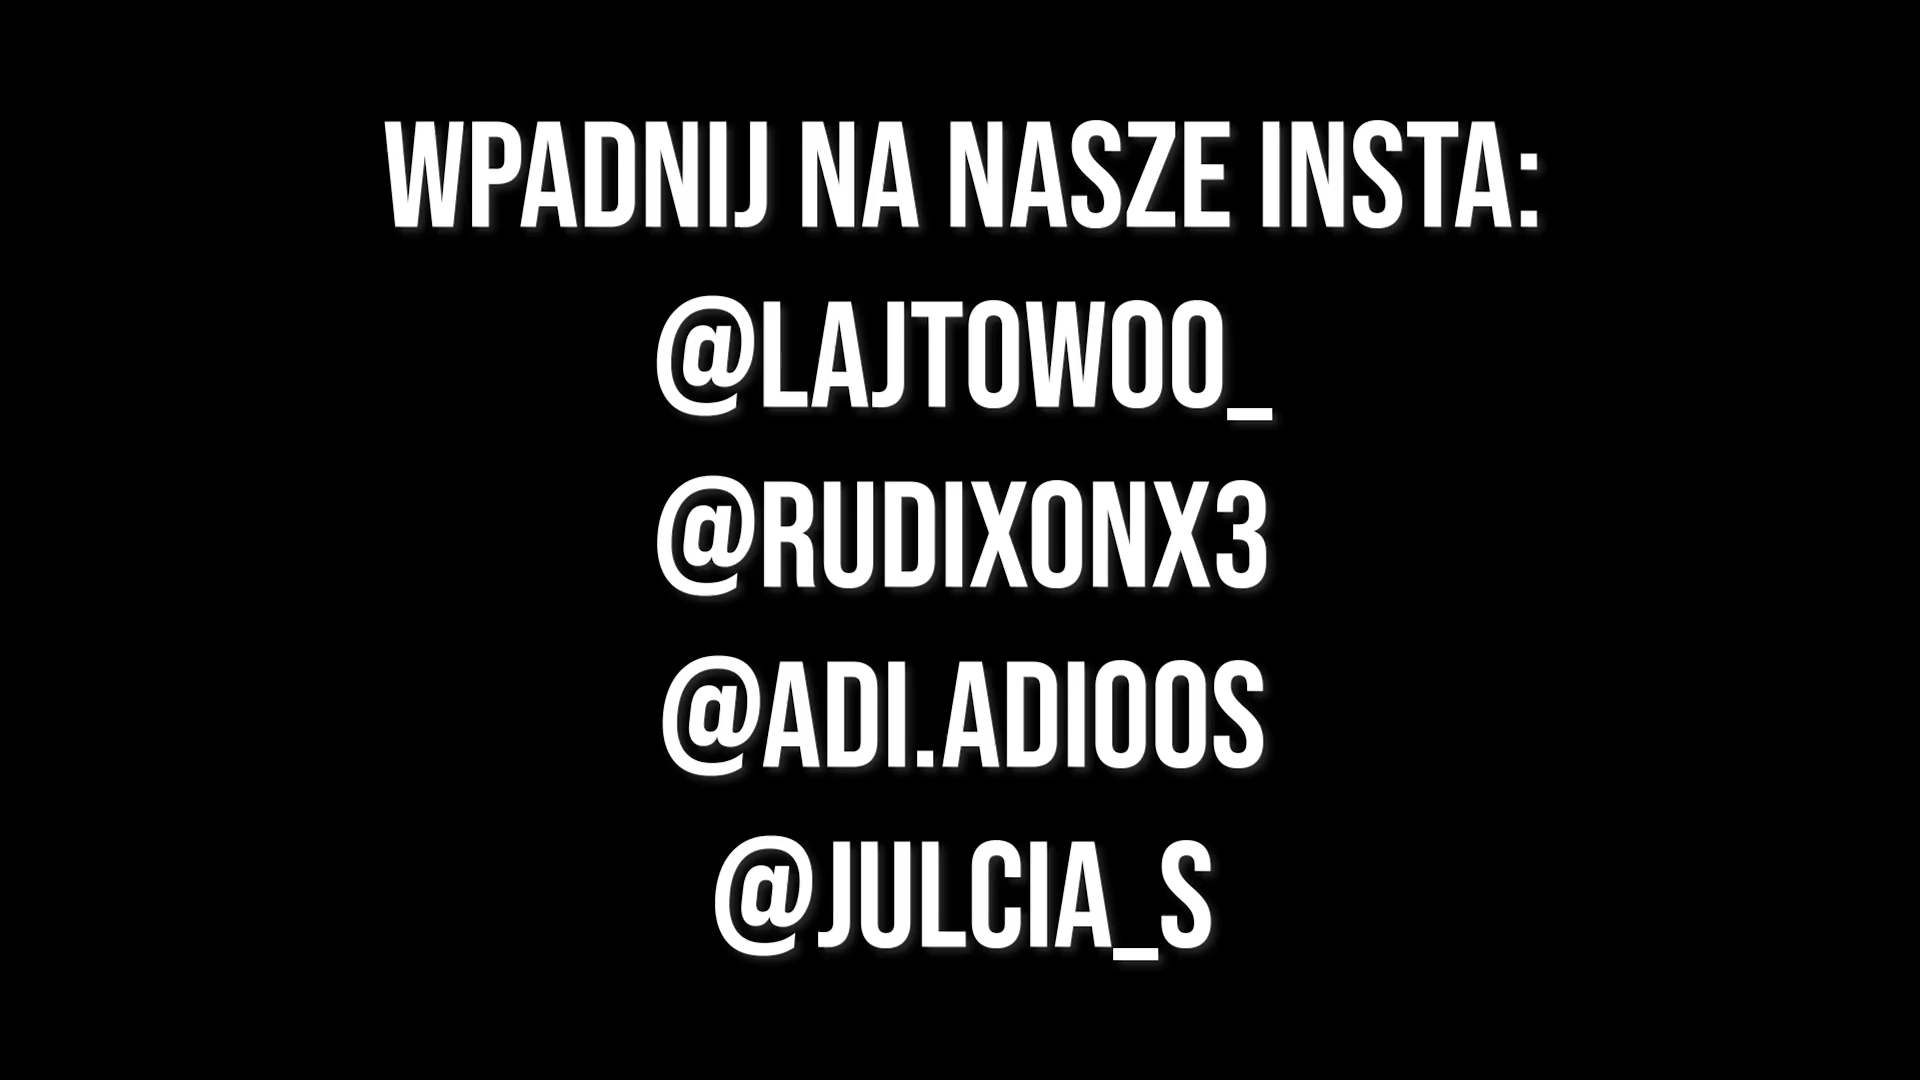 WPADNIJ NA NASZE INSTA:
@LAJTOWOO_
@RUDIXONX3
@ADI.ADIOOS
@JULCIA_S